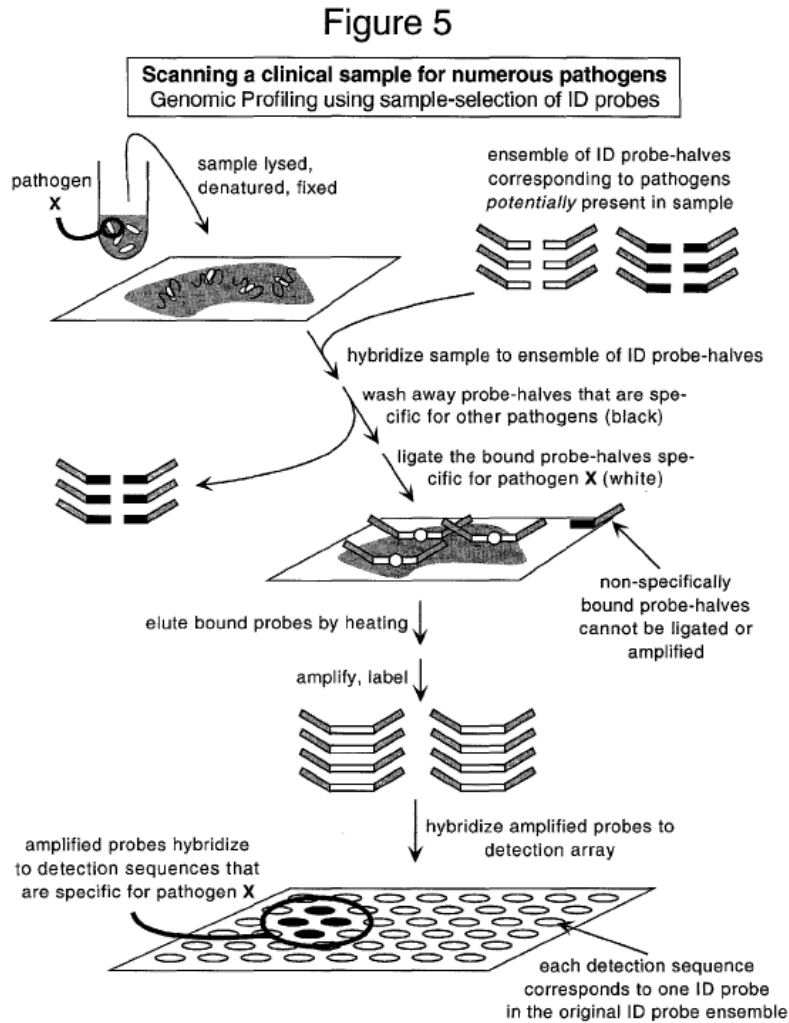 Figure 5
Scanning a clinical sample for numerous pathogens
Genomic Profiling using sample-selection of ID probes
pathogen
X
sample lysed,
denatured, fixed
ensemble of ID probe-halves
corresponding to pathogens
potentially present in sample
hybridize sample to ensemble of ID probe-halves
wash away probe-halves that are spe-
cific for other pathogens (black)
ligate the bound probe-halves spe-
cific for pathogen X (white)
non-specifically
bound probe-halves
cannot be ligated or
amplified
elute bound probes by heating
amplify, label
hybridize amplified probes to
detection array
amplified probes hybridize
to detection sequences that
are specific for pathogen X
each detection sequence
corresponds to one ID probe
in the original ID probe ensemble